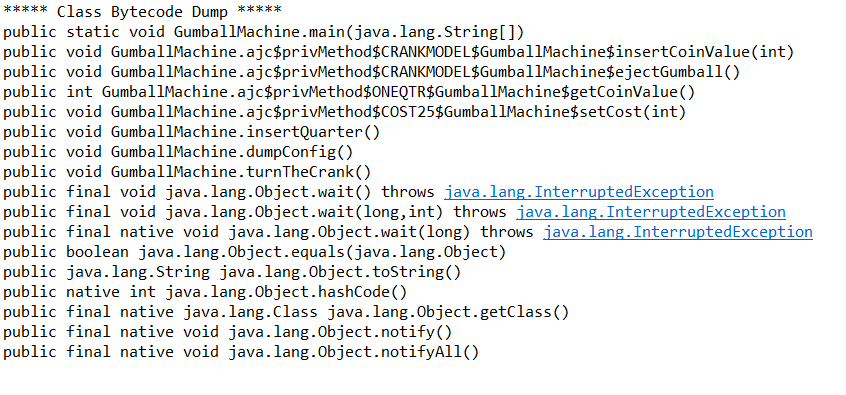 ***** Class Bytecode Dump *****
public static void GumballMachine.main(java.lang.String[])
public void GumballMachine.ajc$privMethod$CRANKMODEL$GumballMachine$insertCoinValue(int)
public void GumballMachine.ajc$privMethod$CRANKMODEL$GumballMachine$ejectGumball()
public int GumballMachine.ajc$privMethod$ONEQTR$GumballMachine$getCoinValue()
public void GumballMachine.ajc$privMethod$COST25$GumballMachine$setCost(int)
public void GumballMachine.insertQuarter()
public void GumballMachine.dumpConfig()
public void GumballMachine.turnTheCrank()
public final void java.lang.Object.wait() throws java.lang.InterruptedException
public final void java.lang.Object.wait(long,int) throws java.lang.InterruptedException
public final native void java.lang.Object.wait(long) throws java.lang.InterruptedException
public boolean java.lang.Object.equals(java.lang.Object)
public java.lang.String java.lang.Object.toString()
public native int java.lang.Object.hashCode()
public final native java.lang.Class java.lang.Object.getClass()
public final native void java.lang.Object.notify()
public final native void java.lang.Object.notifyAll()